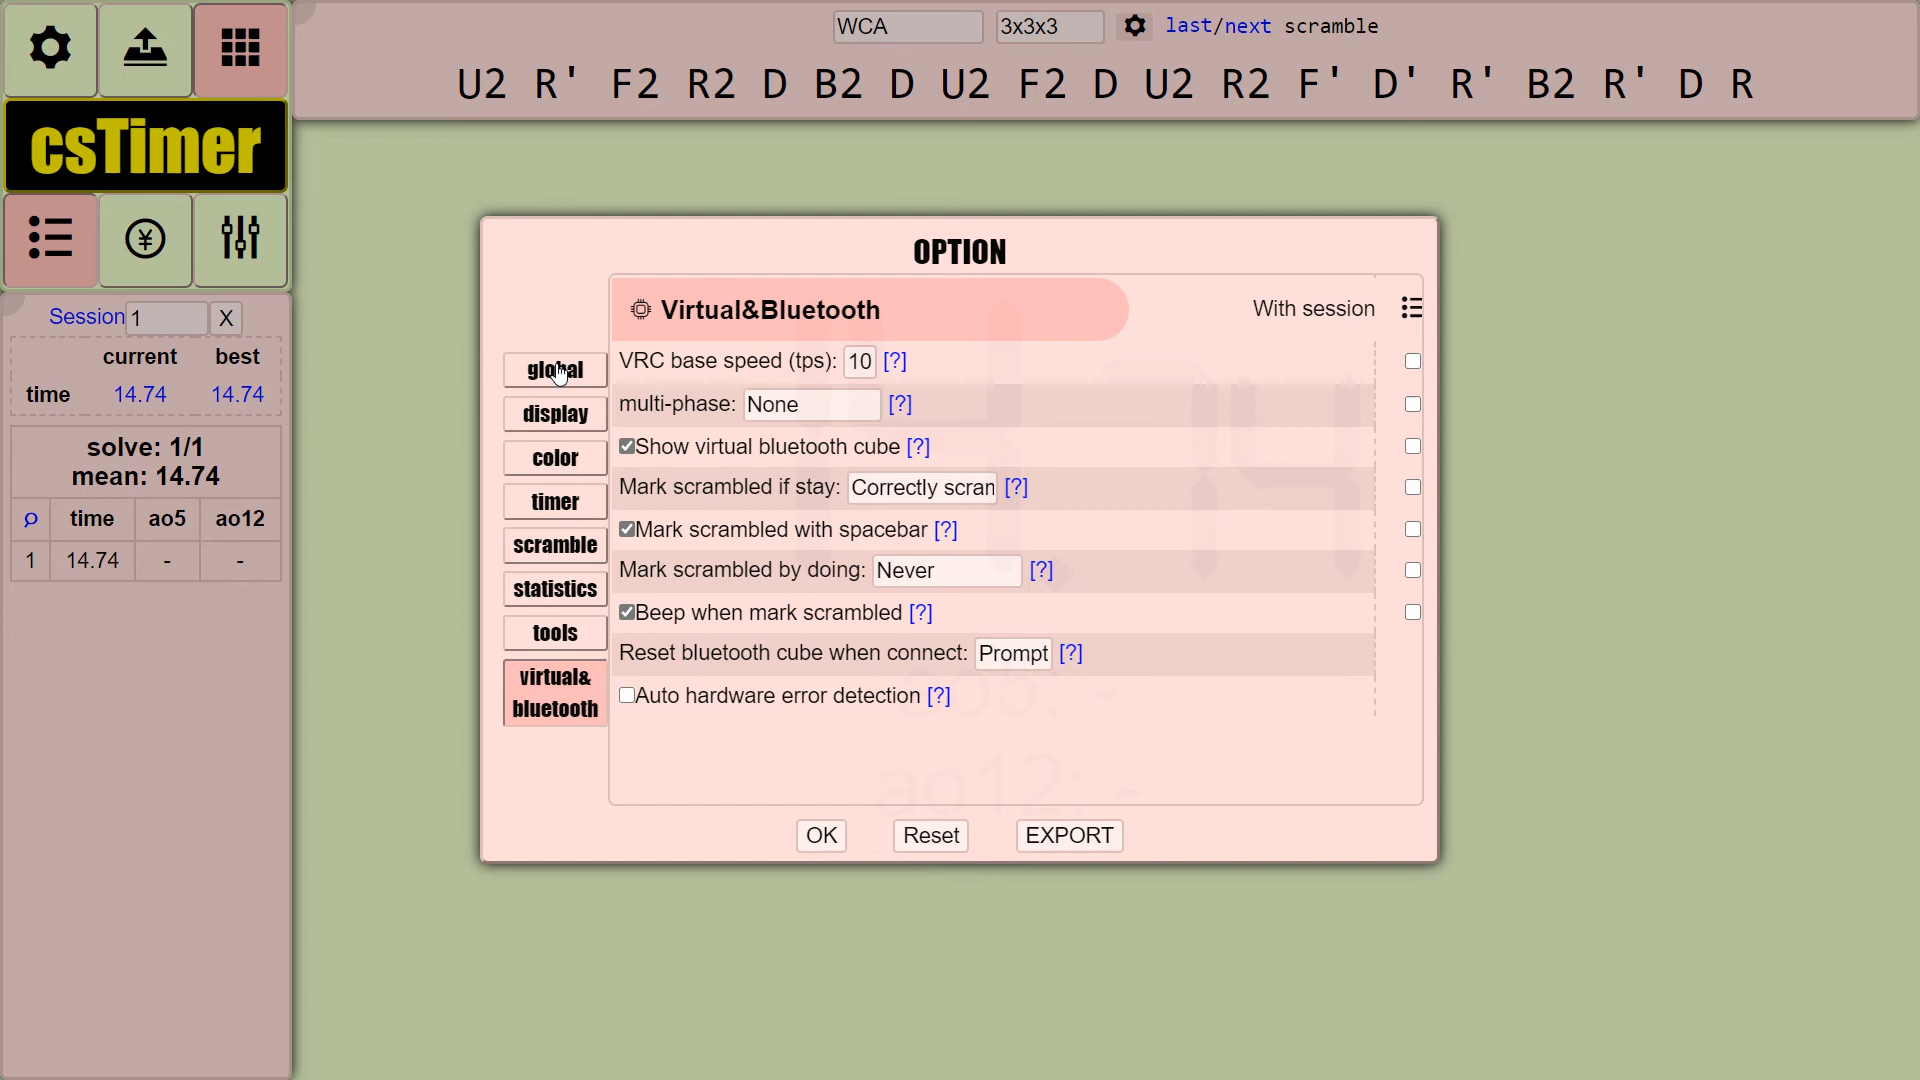 WCA 3x3x3 last/next scramble
U2 R' F2 R2 D B2 D U2 F2 D U2 R2 F' D' R' B2 R' D R
csTimer
Session 1 X
current best
time 14.74 14.74
solve: 1/1
mean: 14.74
time ao5 ao12
1 14.74 - -
OPTION
Virtual&Bluetooth With session
global
display
color
timer
scramble
statistics
tools
virtual&
bluetooth
VRC base speed (tps): 10 [?]
multi-phase: None [?]
Show virtual bluetooth cube [?]
Mark scrambled if stay: Correctly scran [?]
Mark scrambled with spacebar [?]
Mark scrambled by doing: Never [?]
Beep when mark scrambled [?]
Reset bluetooth cube when connect: Prompt [?]
Auto hardware error detection [?]
ao5: -
ao12: -
OK Reset EXPORT